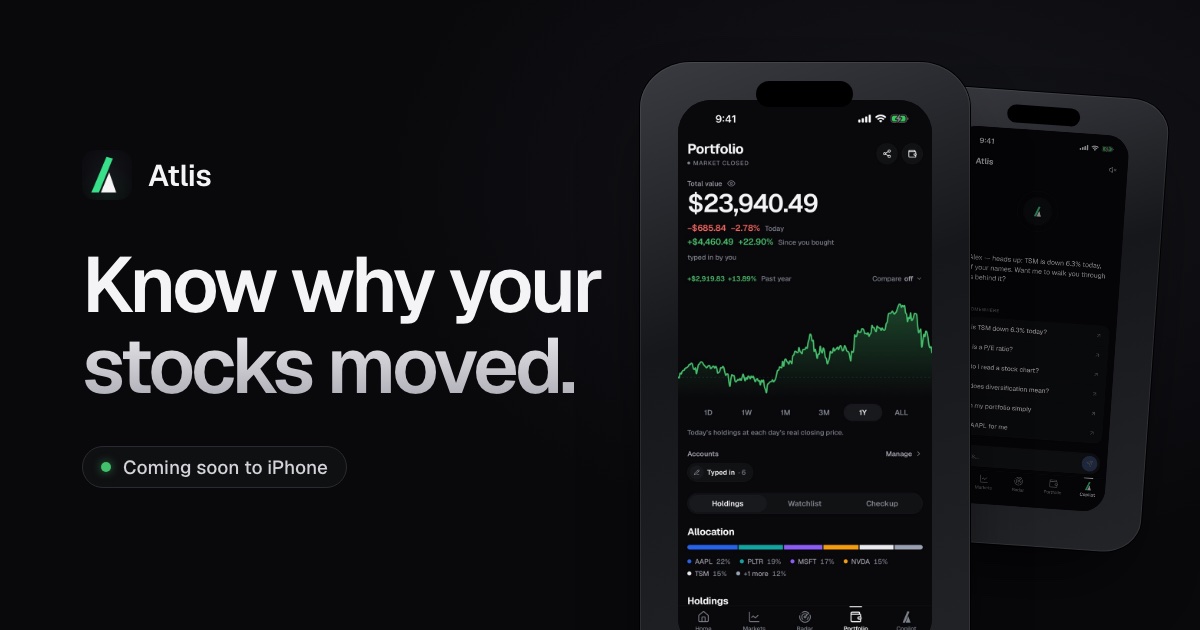 Atlis
Know why your
stocks moved.
Coming soon to iPhone
9:41
Portfolio
MARKET CLOSED
Total value
$23,940.49
-$685.84 -2.78% Today
+$4,460.49 +22.90% Since you bought
typed in by you
+$2,919.83 +13.89% Past year
Compare off
1D 1W 1M 3M 1Y ALL
Today's holdings at each day's real closing price.
Accounts
Manage
Typed in · 6
Holdings Watchlist Checkup
Allocation
AAPL 22% PLTR 19% MSFT 17% NVDA 15%
TSM 15% +1 more 12%
Holdings
Home Markets Radar Portfolio Copilot
9:41
Atlis
lex — heads up: TSM is down 6.3% today,
f your names. Want me to walk you through
s behind it?
is TSM down 6.3% today?
is a P/E ratio?
o I read a stock chart?
does diversification mean?
my portfolio simply
AAPL for me
Markets Radar Portfolio Copilot